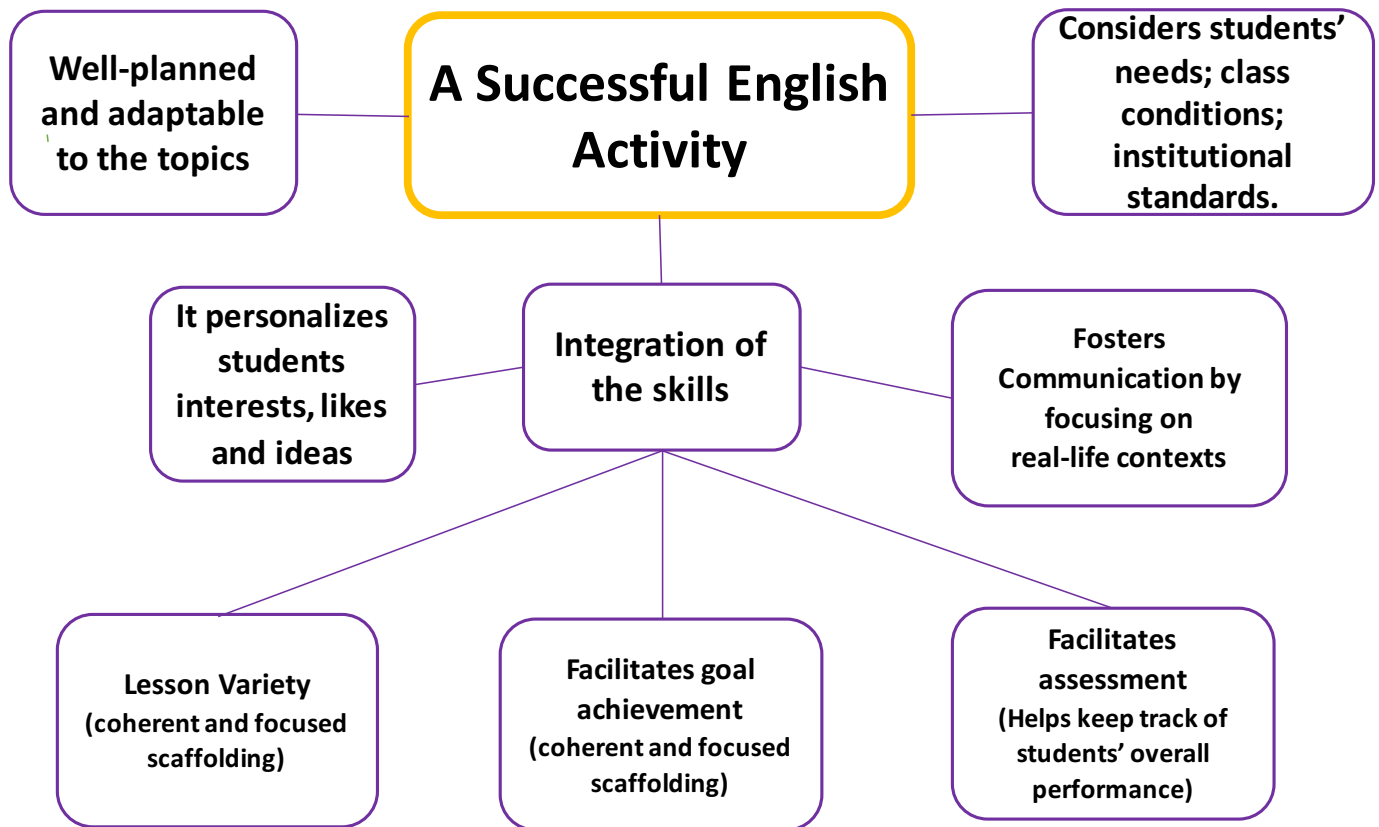 Well-planned
and adaptable
to the topics
A Successful English
Activity
Considers students’
needs; class
conditions;
institutional
standards.
It personalizes
students
interests, likes
and ideas
Integration of
the skills
Fosters
Communication by
focusing on
real-life contexts
Lesson Variety
(coherent and focused
scaffolding)
Facilitates goal
achievement
(coherent and focused
scaffolding)
Facilitates
assessment
(Helps keep track of
students’ overall
performance)